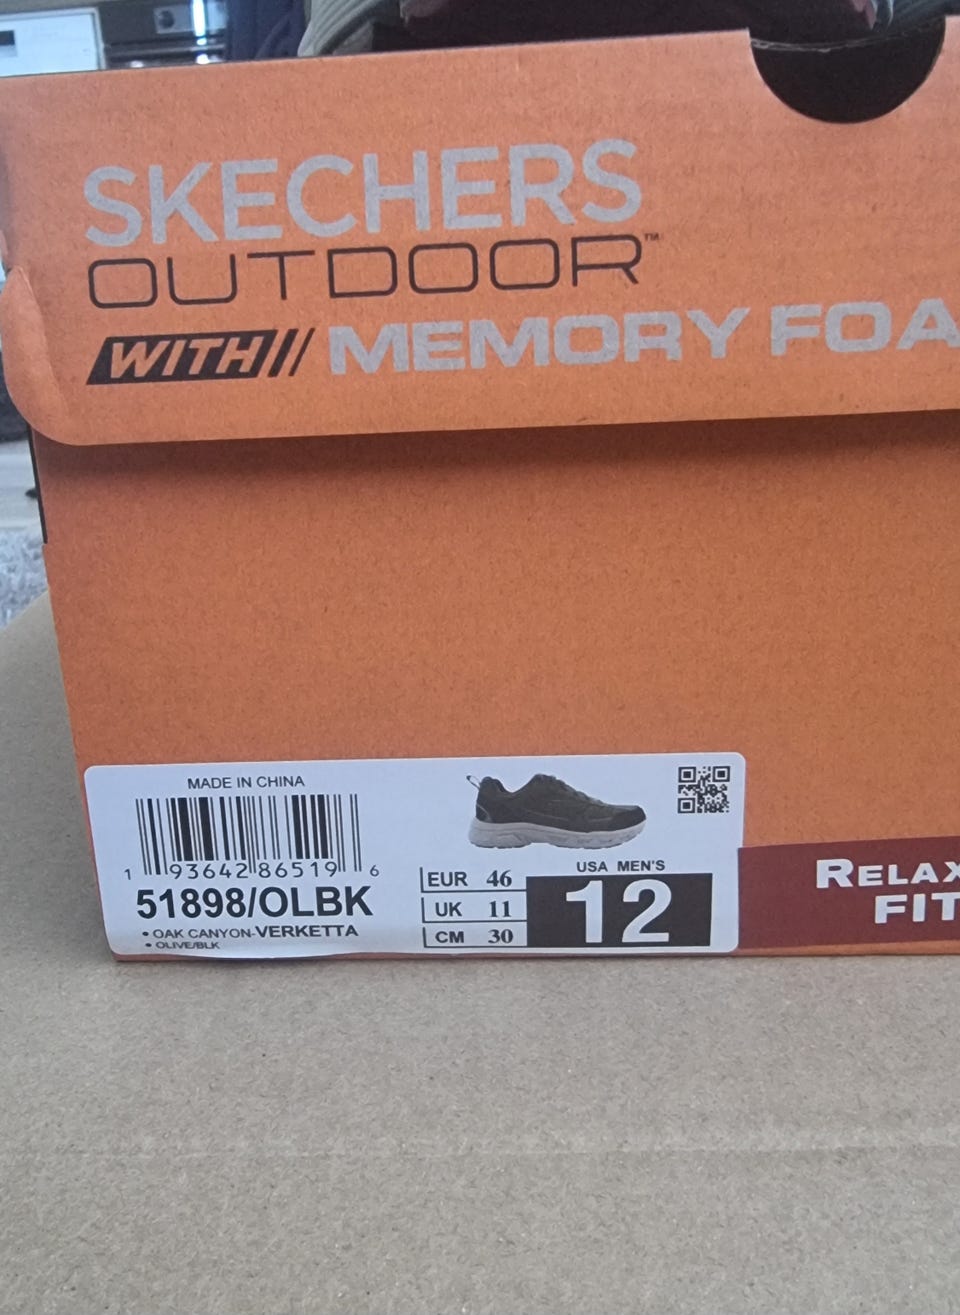 SKECHERS
OUTDOOR™
WITH MEMORY FOA
MADE IN CHINA
1 93642 86519 6
51898/OLBK
• OAK CANYON-VERKETTA
• OLIVE/BLK
EUR 46
UK 11
CM 30
USA MEN'S
12
RELAX
FIT